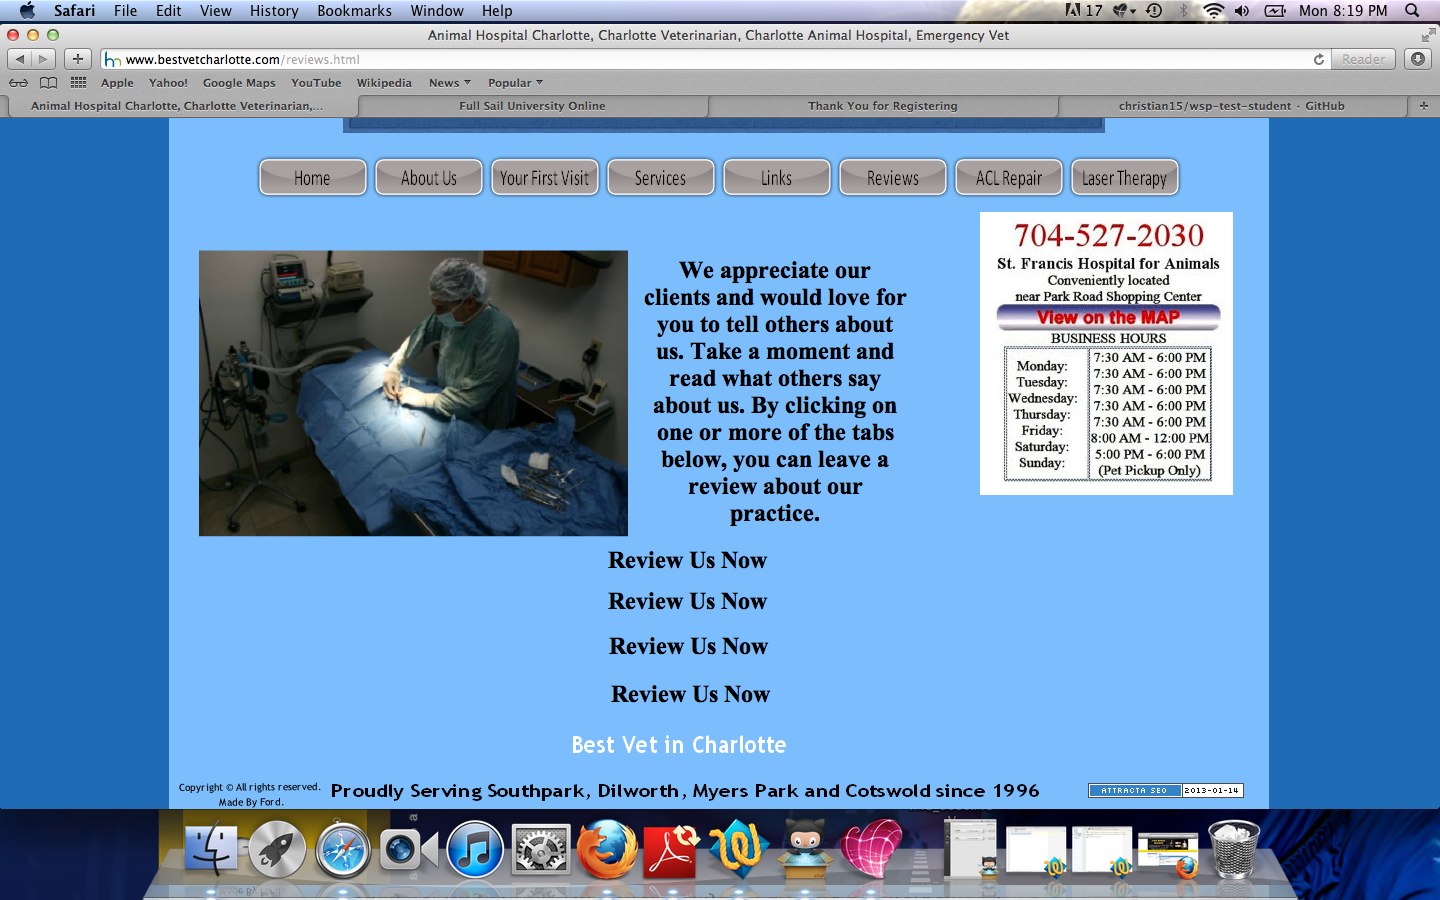 Safari File Edit View History Bookmarks Window Help 17 Mon 8:19 PM
Animal Hospital Charlotte, Charlotte Veterinarian, Charlotte Animal Hospital, Emergency Vet
www.bestvetcharlotte.com/reviews.html Reader
Apple Yahoo! Google Maps YouTube Wikipedia News Popular
Animal Hospital Charlotte, Charlotte Veterinarian,... Full Sail University Online Thank You for Registering christian15/wsp-test-student · GitHub
Home About Us Your First Visit Services Links Reviews ACL Repair Laser Therapy
We appreciate our
clients and would love for
you to tell others about
us. Take a moment and
read what others say
about us. By clicking on
one or more of the tabs
below, you can leave a
review about our
practice.
704-527-2030
St. Francis Hospital for Animals
Conveniently located
near Park Road Shopping Center
View on the MAP
BUSINESS HOURS
Monday:
Tuesday:
Wednesday:
Thursday:
Friday:
Saturday:
Sunday:
7:30 AM - 6:00 PM
7:30 AM - 6:00 PM
7:30 AM - 6:00 PM
7:30 AM - 6:00 PM
7:30 AM - 6:00 PM
8:00 AM - 12:00 PM
5:00 PM - 6:00 PM
(Pet Pickup Only)
Review Us Now
Review Us Now
Review Us Now
Review Us Now
Best Vet in Charlotte
Copyright © All rights reserved.
Made By Ford.
Proudly Serving Southpark, Dilworth, Myers Park and Cotswold since 1996
ATTRACTA SEO 2013-01-14